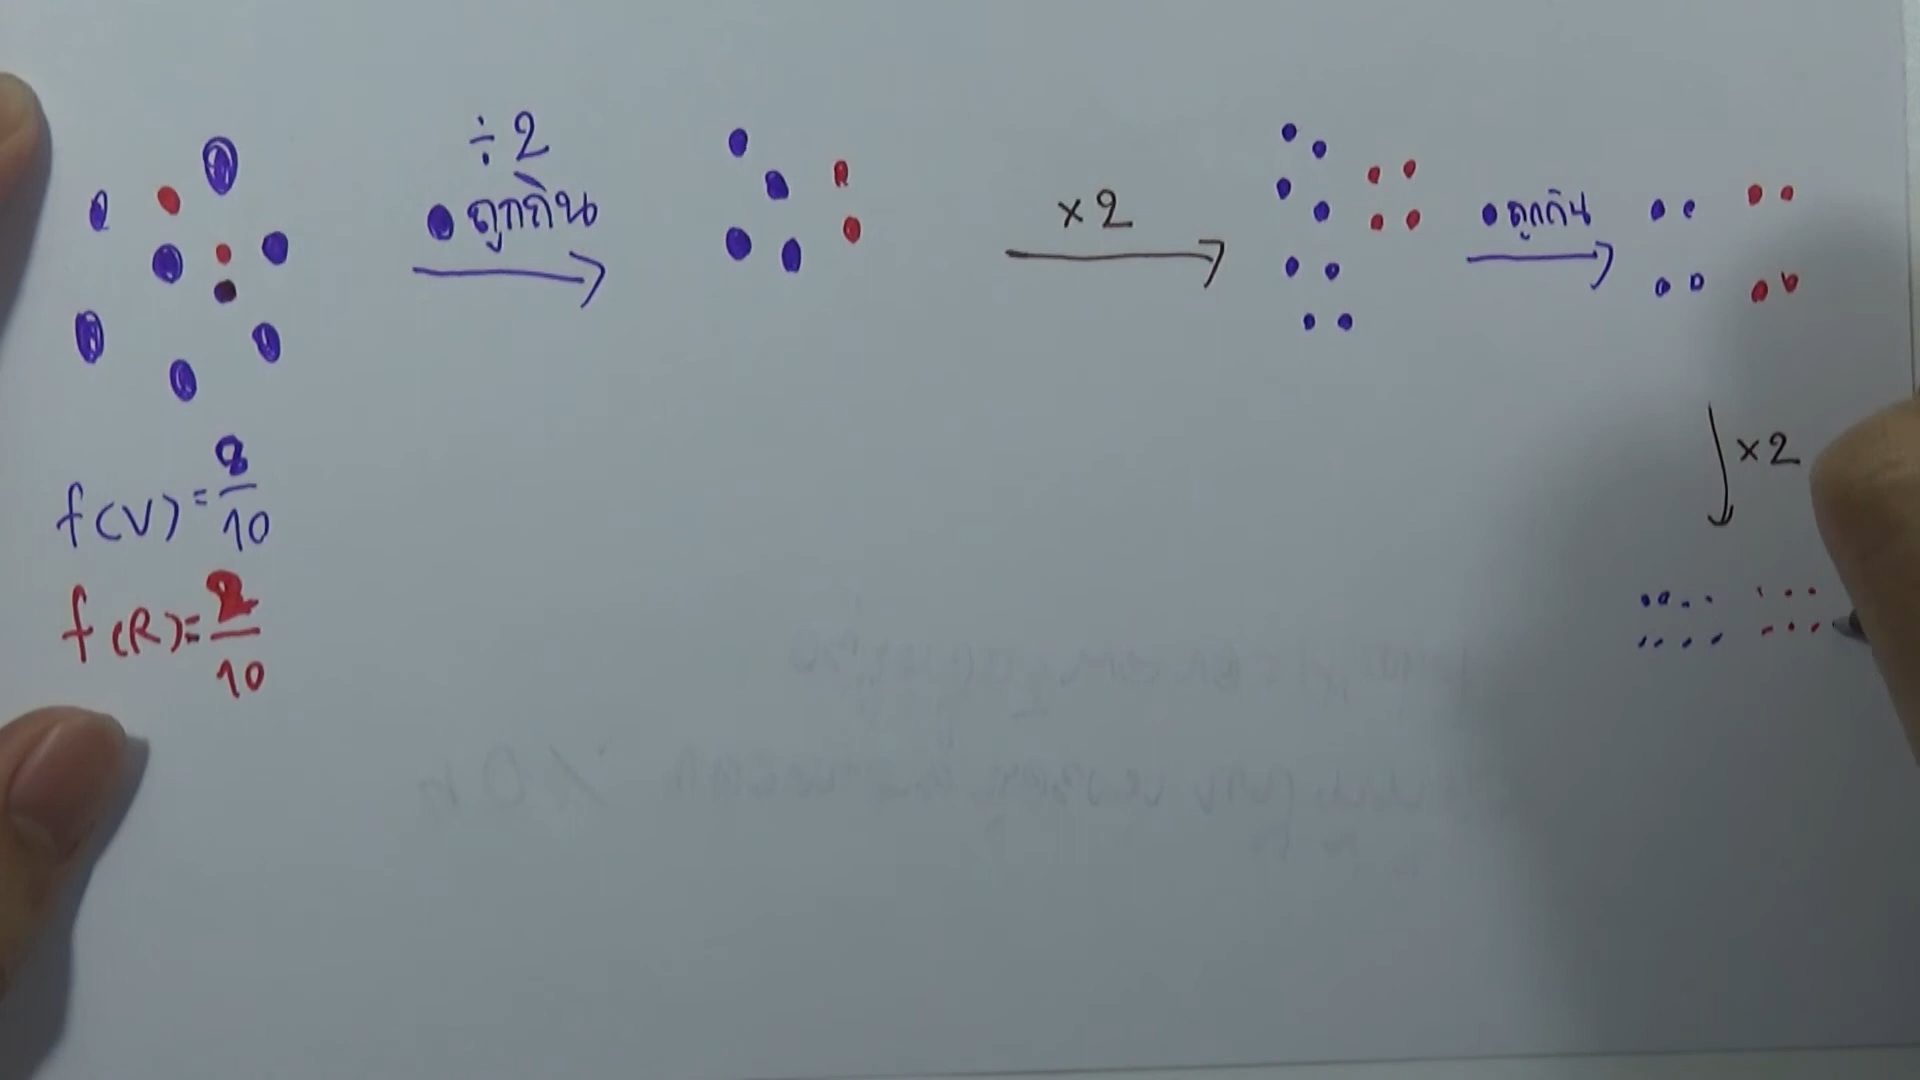 ÷ 2
● ถูกกิน
× 2
● ถูกกิน
× 2
f(V) = 8/10
f(R) = 2/10